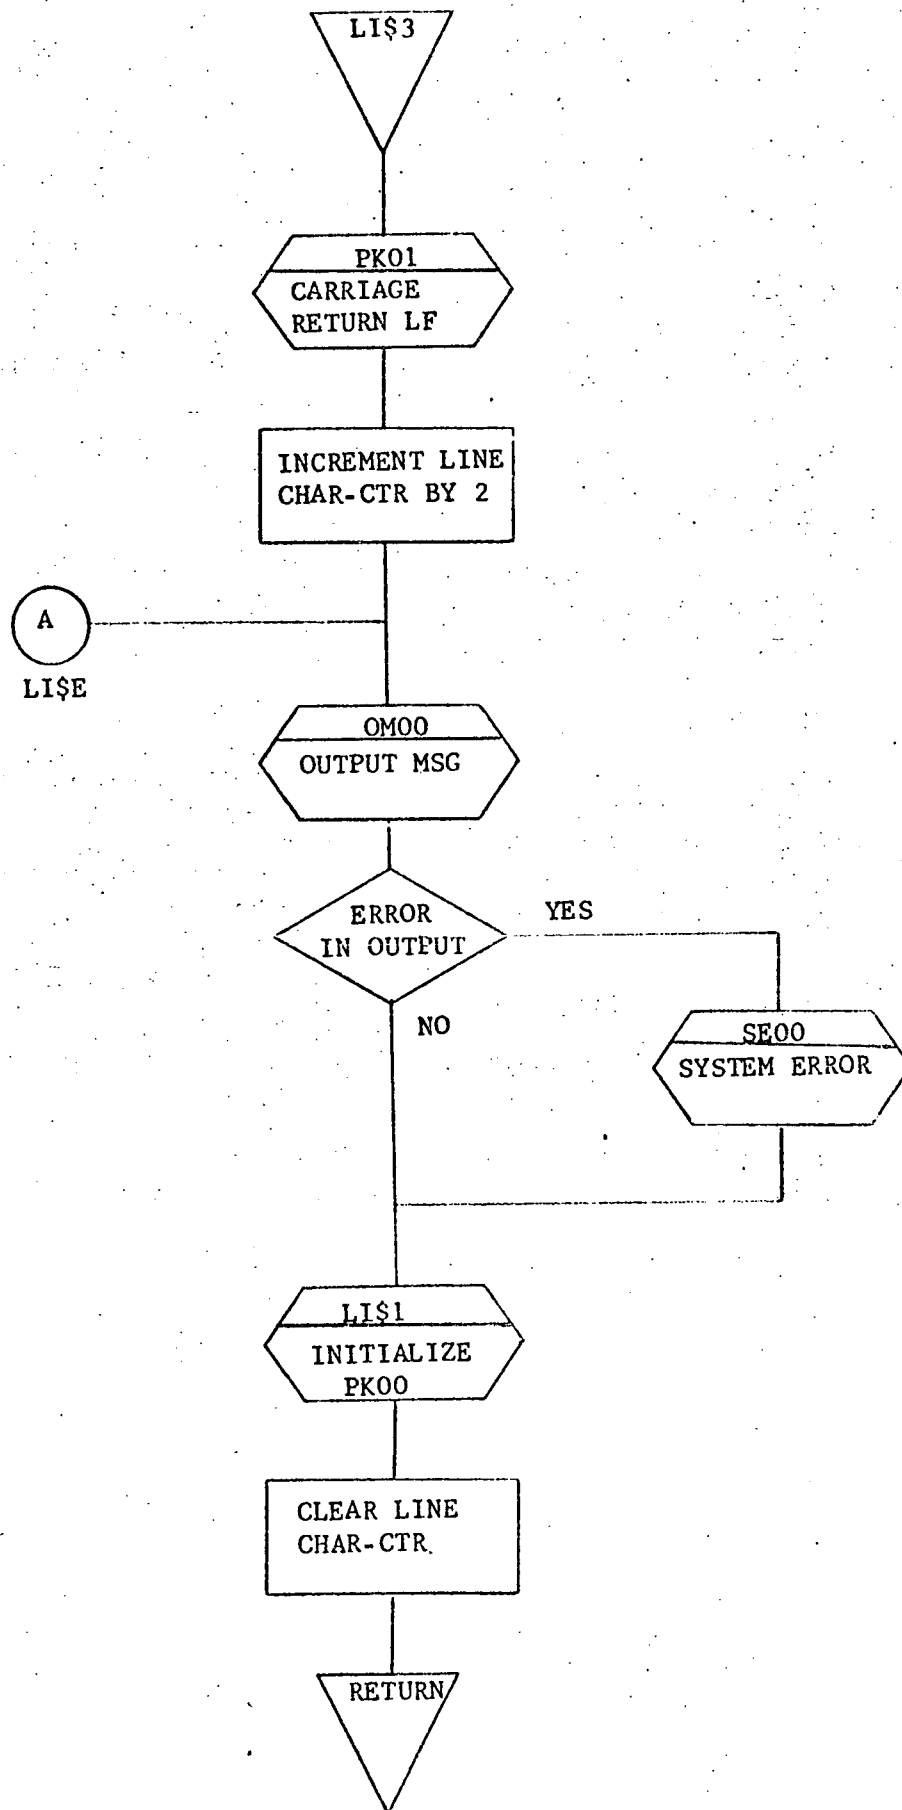 LI$3
PK01
CARRIAGE
RETURN LF
INCREMENT LINE
CHAR-CTR BY 2
A
LI$E
OM00
OUTPUT MSG
ERROR
IN OUTPUT
YES
NO
SE00
SYSTEM ERROR
LI$1
INITIALIZE
PK00
CLEAR LINE
CHAR-CTR.
RETURN